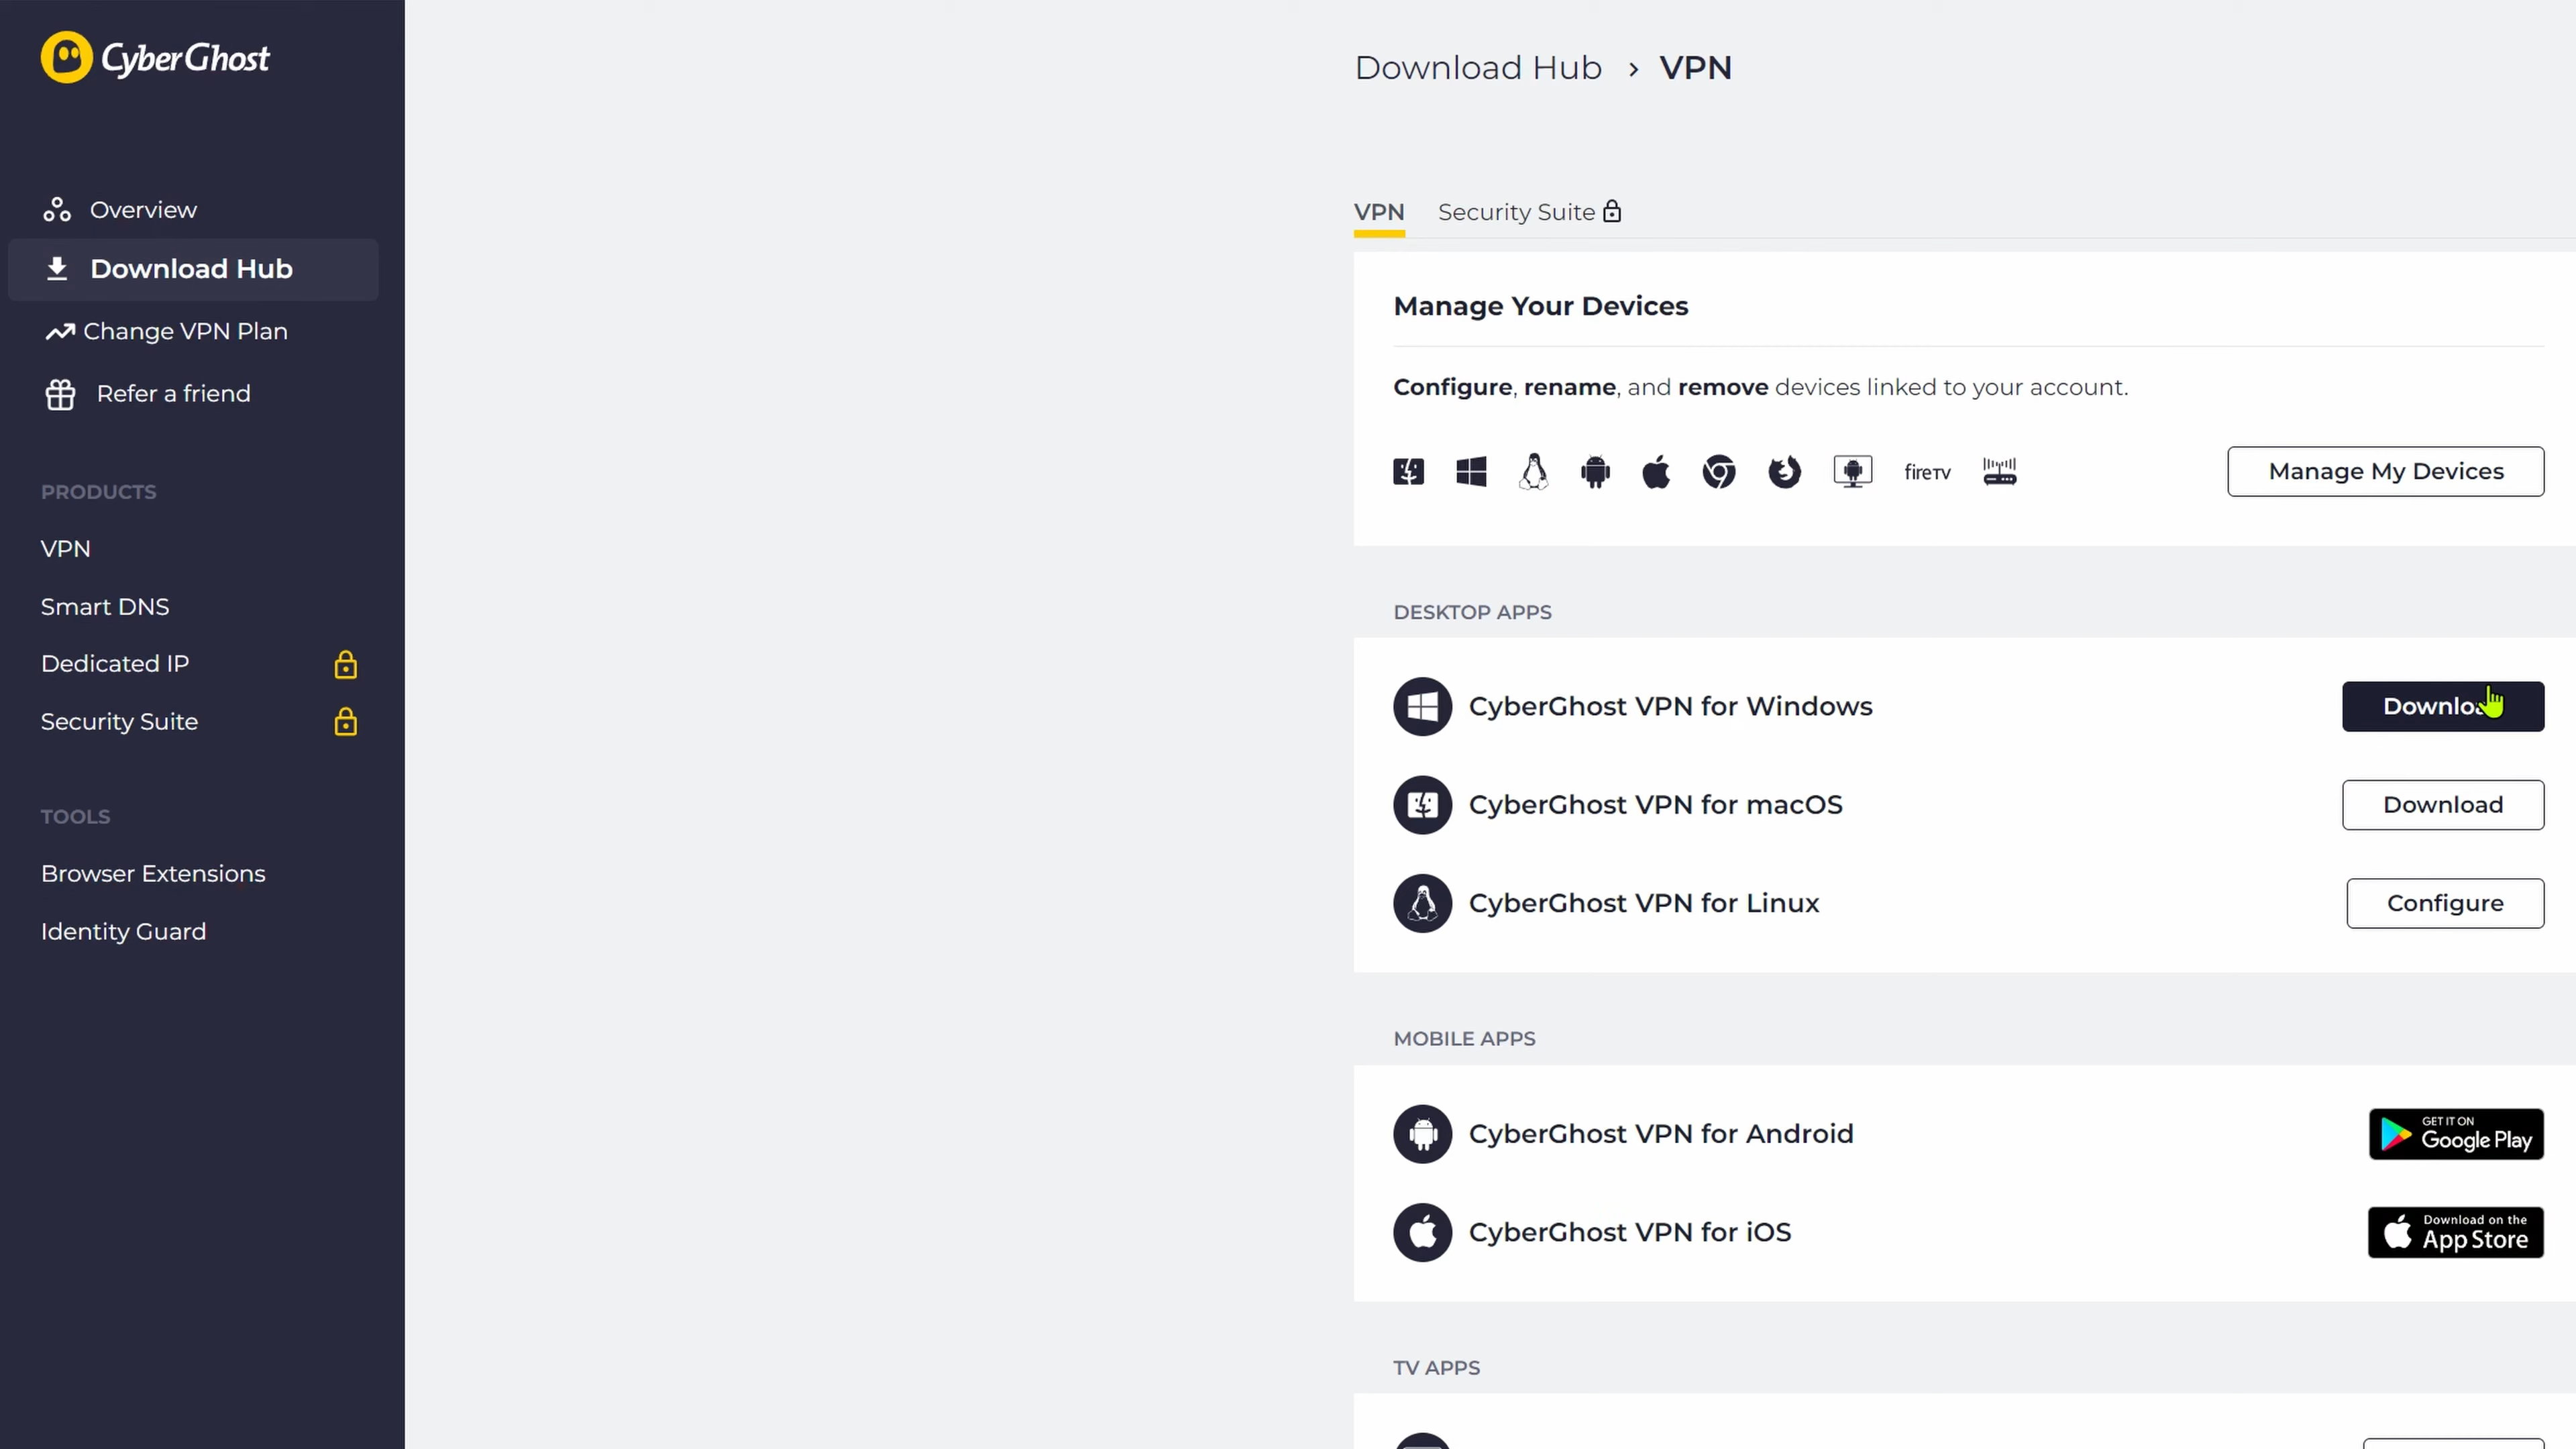 CyberGhost
Overview
Download Hub
Change VPN Plan
Refer a friend
PRODUCTS
VPN
Smart DNS
Dedicated IP
Security Suite
TOOLS
Browser Extensions
Identity Guard
Download Hub › VPN
VPN Security Suite
Manage Your Devices
Configure, rename, and remove devices linked to your account.
fireTV
Manage My Devices
DESKTOP APPS
CyberGhost VPN for Windows
Download
CyberGhost VPN for macOS
Download
CyberGhost VPN for Linux
Configure
MOBILE APPS
CyberGhost VPN for Android
GET IT ON
Google Play
CyberGhost VPN for iOS
Download on the
App Store
TV APPS